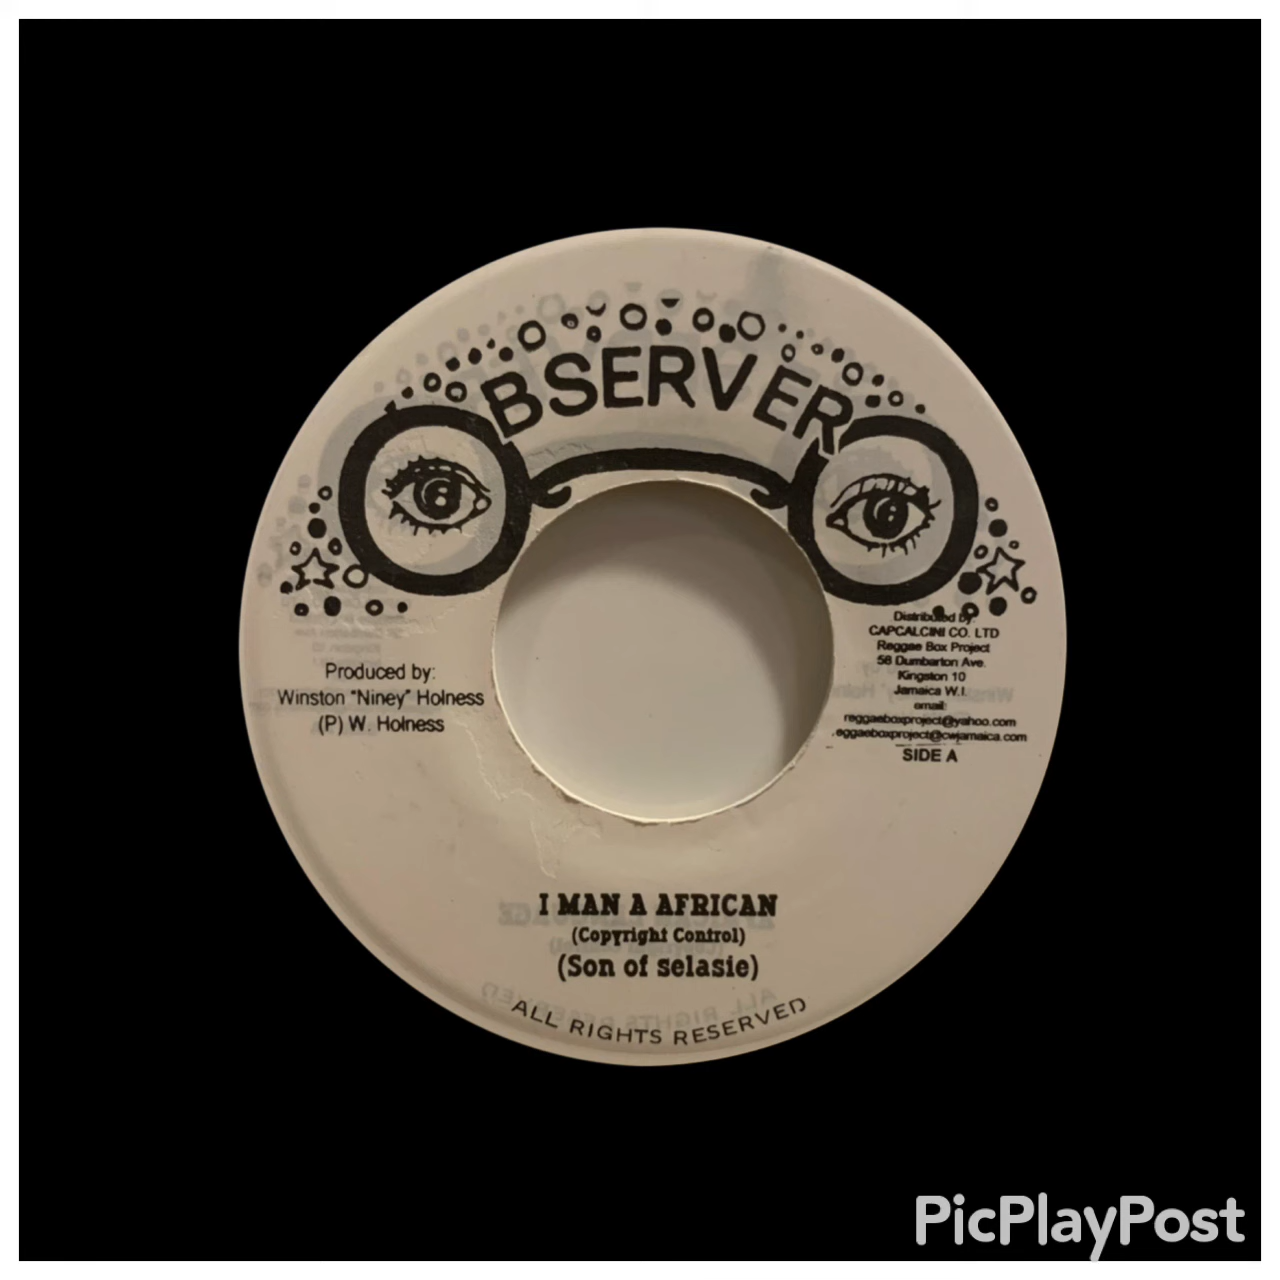 OBSERVER
Produced by:
Winston "Niney" Holness
(P) W. Holness
Distributed by:
CAPCALCINI CO. LTD
Reggae Box Project
58 Dumbarton Ave.
Kingston 10
Jamaica W.I.
email:
reggaeboxproject@yahoo.com
eggaeboxproject@cwjamaica.com
SIDE A
I MAN A AFRICAN
(Copyright Control)
(Son of selasie)
ALL RIGHTS RESERVED
PicPlayPost